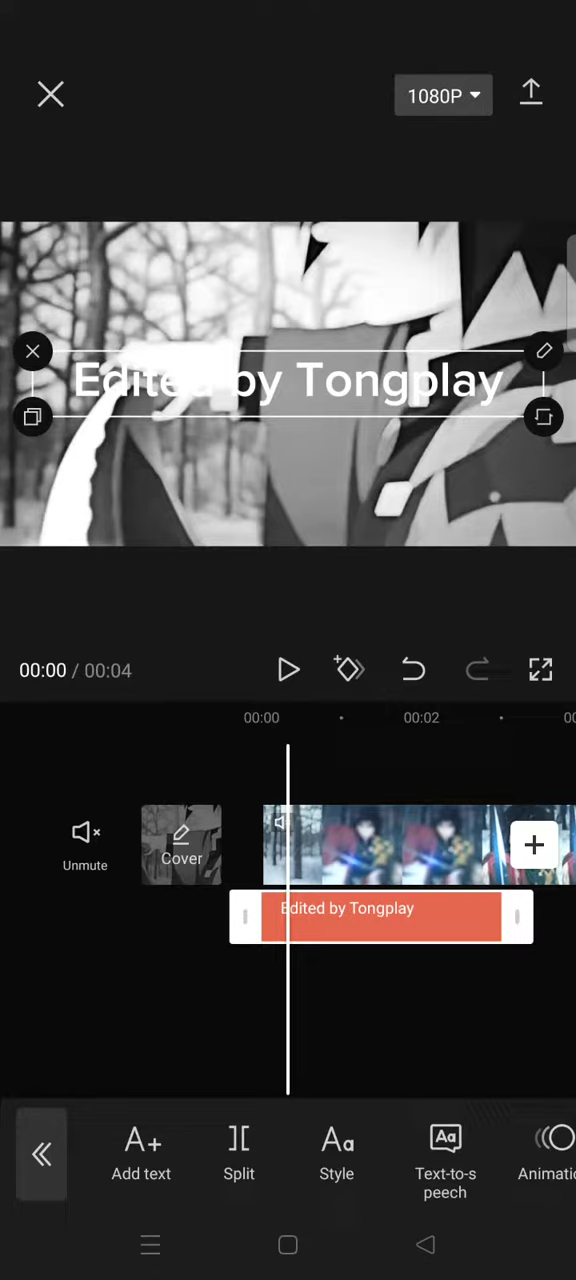 1080P
Edited by Tongplay
00:00 / 00:04
00:00
00:02
Unmute
Cover
Edited by Tongplay
Add text
Split
Style
Text-to-s
peech
Animatic